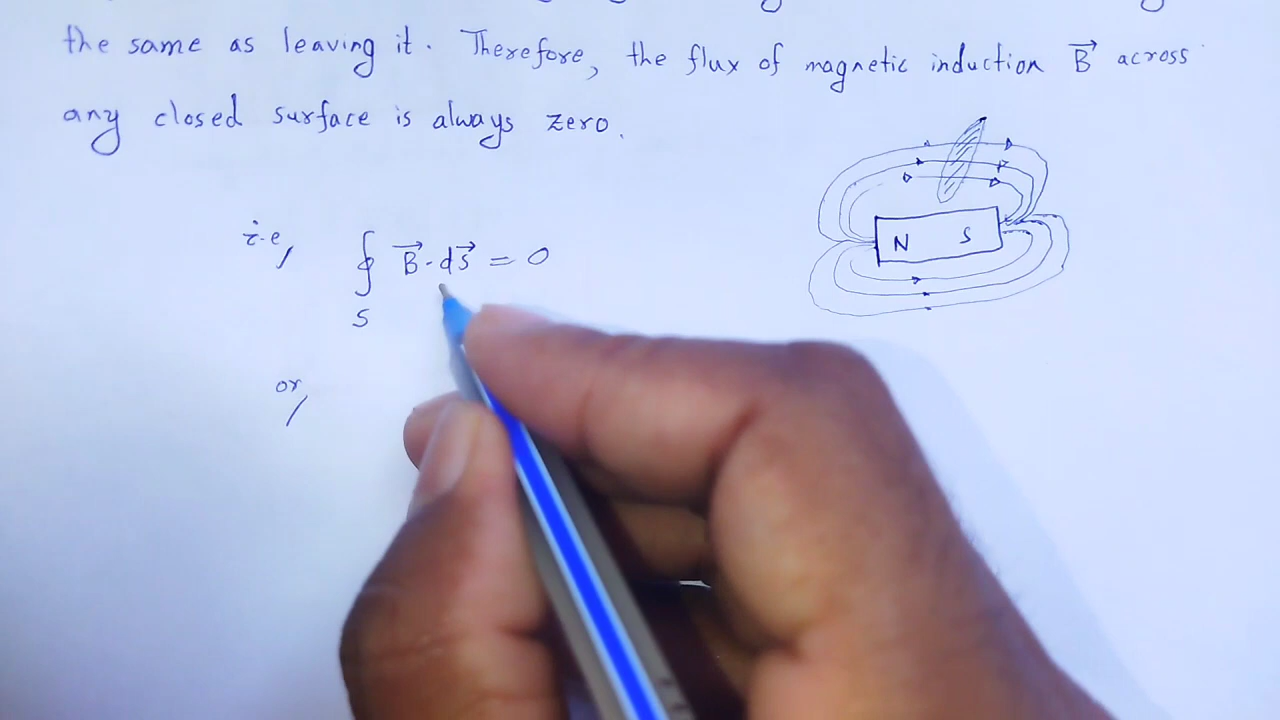 the same as leaving it. Therefore, the flux of magnetic induction B⃗ across
any closed surface is always zero.
i.e,
∮ B⃗·dS⃗ = 0
S
or,
N S